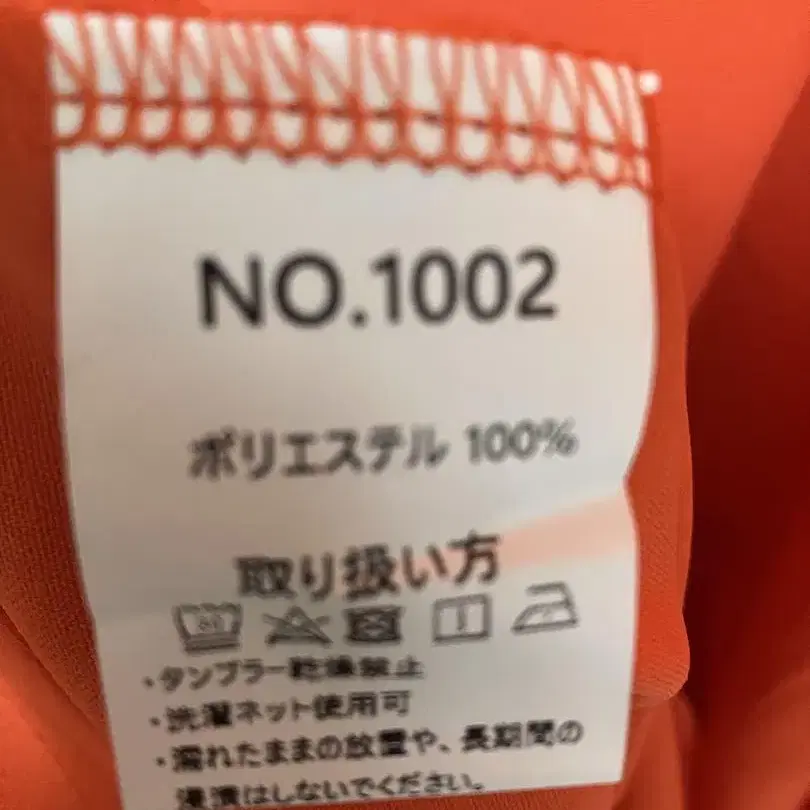 NO.1002
ポリエステル 100%
取り扱い方
・タンブラー乾燥禁止
・洗濯ネット使用可
・濡れたままの放置や、長期間の
浸漬はしないでください。